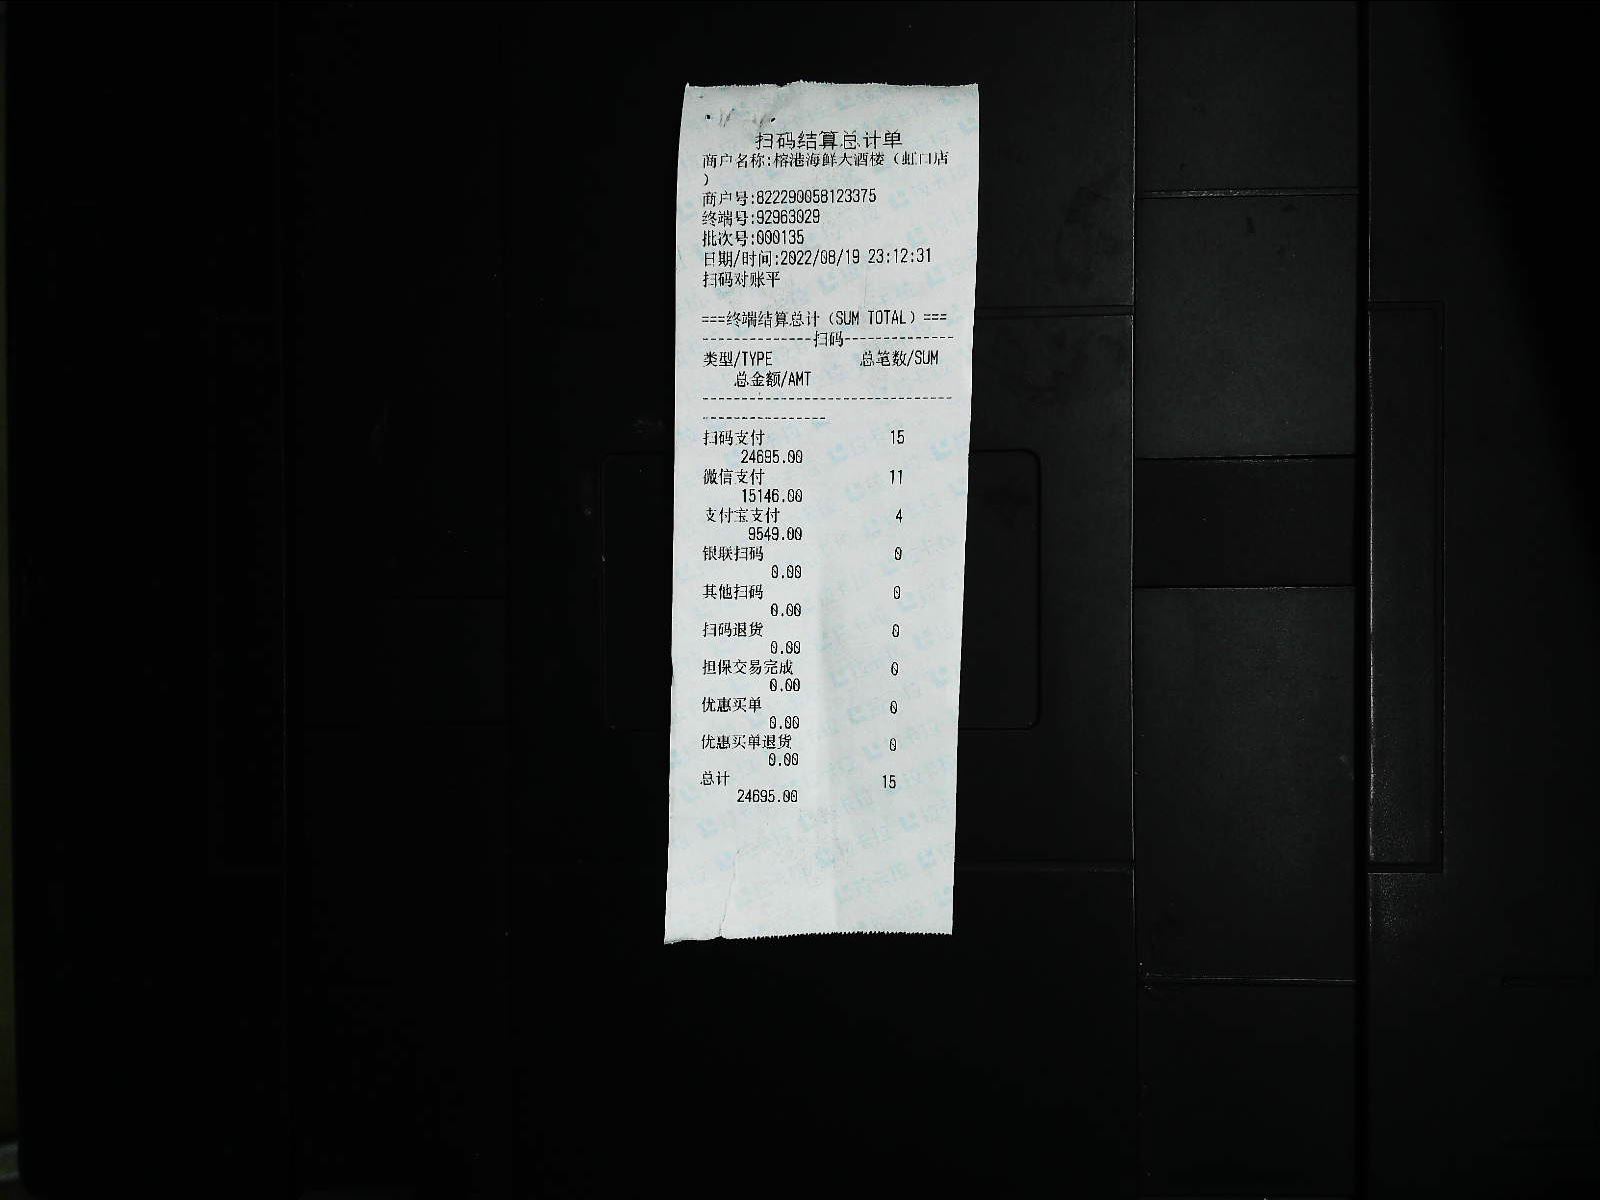 扫码结算总计单
商户名称:榕港海鲜大酒楼（虹口店
）
商户号:822290058123375
终端号:92963029
批次号:000135
日期/时间:2022/08/19 23:12:31
扫码对账平
===终端结算总计（SUM TOTAL）===
--------------扫码--------------
类型/TYPE 总笔数/SUM
总金额/AMT
--------------------------------
----------------
扫码支付 15
24695.00
微信支付 11
15146.00
支付宝支付 4
9549.00
银联扫码 0
0.00
其他扫码 0
0.00
扫码退货 0
0.00
担保交易完成 0
0.00
优惠买单 0
0.00
优惠买单退货 0
0.00
总计 15
24695.00